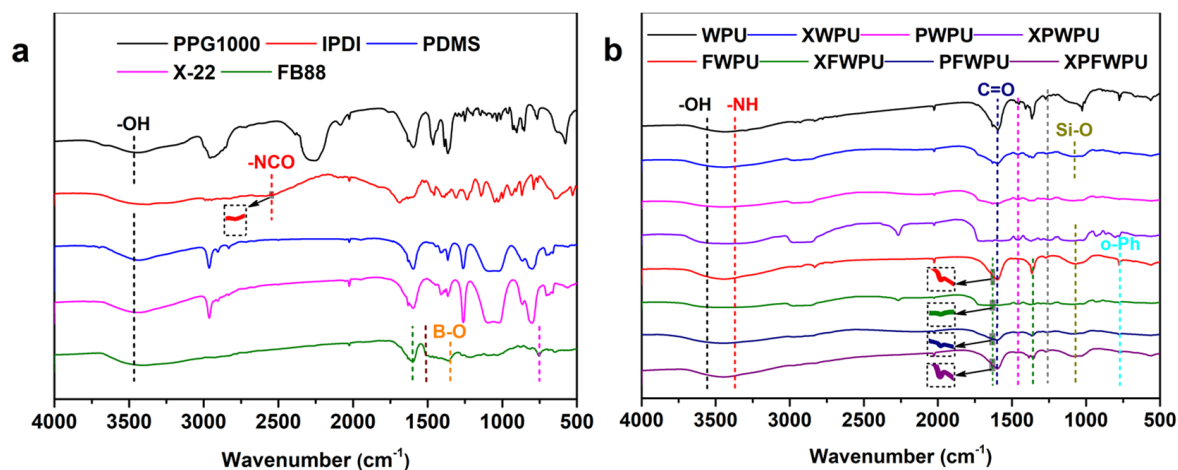 a
PPG1000 IPDI PDMS
X-22 FB88
-OH
-NCO
B-O
4000 3500 3000 2500 2000 1500 1000 500
Wavenumber (cm⁻¹)
b
WPU XWPU PWPU XPWPU
FWPU XFWPU PFWPU XPFWPU
C=O
-OH -NH
Si-O
o-Ph
4000 3500 3000 2500 2000 1500 1000 500
Wavenumber (cm⁻¹)